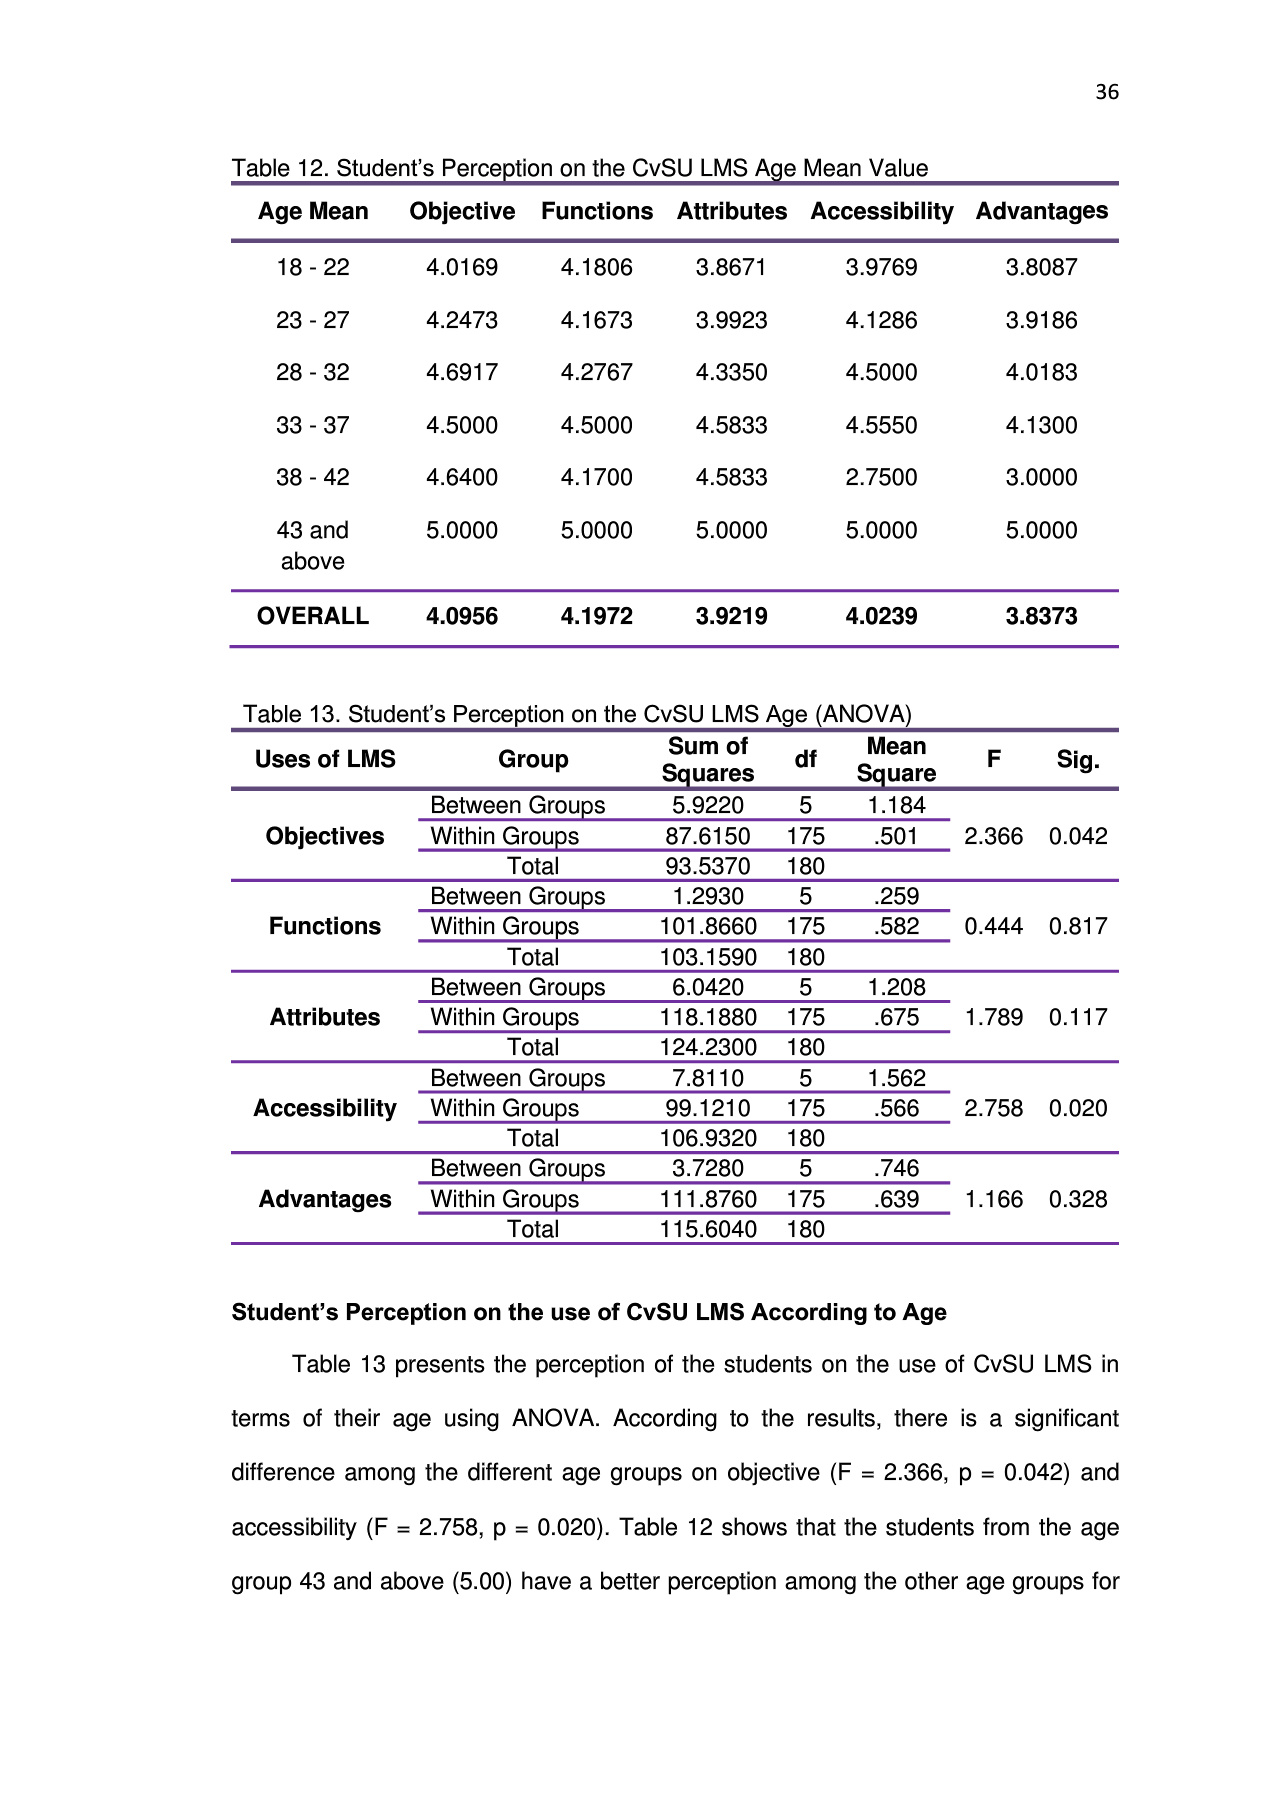 36
Table 12. Student’s Perception on the CvSU LMS Age Mean Value
Age Mean Objective Functions Attributes Accessibility Advantages
18 - 22 4.0169 4.1806 3.8671 3.9769 3.8087
23 - 27 4.2473 4.1673 3.9923 4.1286 3.9186
28 - 32 4.6917 4.2767 4.3350 4.5000 4.0183
33 - 37 4.5000 4.5000 4.5833 4.5550 4.1300
38 - 42 4.6400 4.1700 4.5833 2.7500 3.0000
43 and 5.0000 5.0000 5.0000 5.0000 5.0000
above
OVERALL 4.0956 4.1972 3.9219 4.0239 3.8373
Table 13. Student’s Perception on the CvSU LMS Age (ANOVA)
Uses of LMS Group Sum of Squares df Mean Square F Sig.
Between Groups 5.9220 5 1.184
Objectives Within Groups 87.6150 175 .501 2.366 0.042
Total 93.5370 180
Between Groups 1.2930 5 .259
Functions Within Groups 101.8660 175 .582 0.444 0.817
Total 103.1590 180
Between Groups 6.0420 5 1.208
Attributes Within Groups 118.1880 175 .675 1.789 0.117
Total 124.2300 180
Between Groups 7.8110 5 1.562
Accessibility Within Groups 99.1210 175 .566 2.758 0.020
Total 106.9320 180
Between Groups 3.7280 5 .746
Advantages Within Groups 111.8760 175 .639 1.166 0.328
Total 115.6040 180
Student’s Perception on the use of CvSU LMS According to Age
Table 13 presents the perception of the students on the use of CvSU LMS in
terms of their age using ANOVA. According to the results, there is a significant
difference among the different age groups on objective (F = 2.366, p = 0.042) and
accessibility (F = 2.758, p = 0.020). Table 12 shows that the students from the age
group 43 and above (5.00) have a better perception among the other age groups for